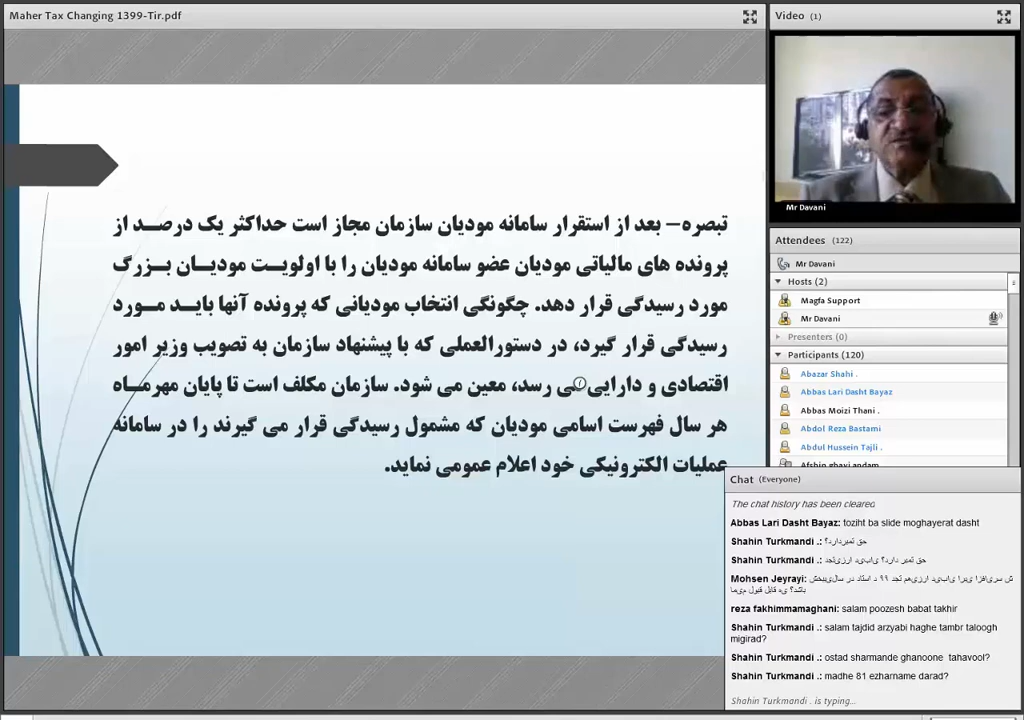 Maher Tax Changing 1399-Tir.pdf
تبصره– بعد از استقرار سامانه مودیان سازمان مجاز است حداکثر یک درصد از
پرونده های مالیاتی مودیان عضو سامانه مودیان را با اولویت مودیان بزرگ
مورد رسیدگی قرار دهد. چگونگی انتخاب مودیانی که پرونده آنها باید مورد
رسیدگی قرار گیرد، در دستورالعملی که با پیشنهاد سازمان به تصویب وزیر امور
اقتصادی و دارایی می رسد، معین می شود. سازمان مکلف است تا پایان مهرماه
هر سال فهرست اسامی مودیان که مشمول رسیدگی قرار می گیرند را در سامانه
عملیات الکترونیکی خود اعلام عمومی نماید.
Video (1)
Mr Davani
Attendees (122)
Mr Davani
Hosts (2)
Magfa Support
Mr Davani
Presenters (0)
Participants (120)
Abazar Shahi .
Abbas Lari Dasht Bayaz
Abbas Moizi Thani .
Abdol Reza Bastami
Abdul Hussein Tajli .
Afshin ghavi andam
Chat (Everyone)
The chat history has been cleared
Abbas Lari Dasht Bayaz: toziht ba slide moghayerat dasht
Shahin Turkmandi .:
Shahin Turkmandi .:
Mohsen Jeyrayi:
reza fakhimmamaghani: salam poozesh babat takhir
Shahin Turkmandi .: salam tajdid arzyabi haghe tambr taloogh
migirad?
Shahin Turkmandi .: ostad sharmande ghanoone tahavool?
Shahin Turkmandi .: madhe 81 ezharname darad?
Shahin Turkmandi . is typing...